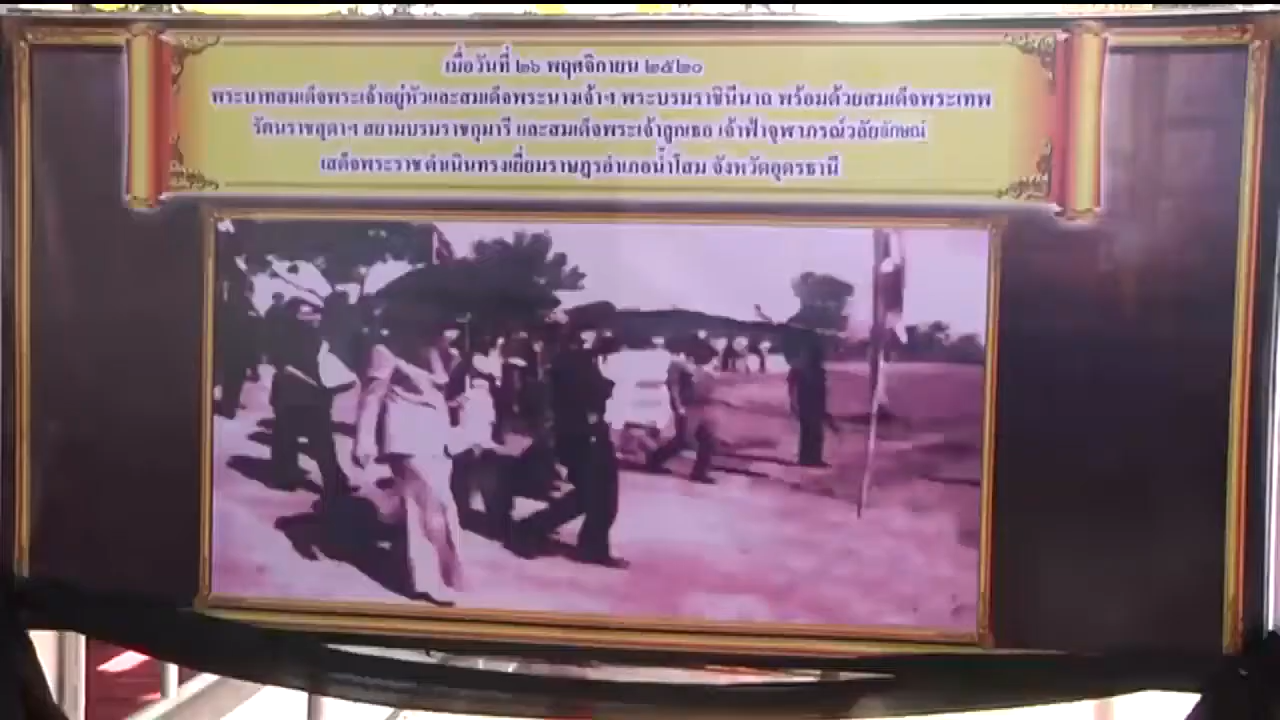 เมื่อวันที่ ๒๖ พฤศจิกายน ๒๕๒๐
พระบาทสมเด็จพระเจ้าอยู่หัวและสมเด็จพระนางเจ้าฯ พระบรมราชินีนาถ พร้อมด้วยสมเด็จพระเทพ
รัตนราชสุดาฯ สยามบรมราชกุมารี และสมเด็จพระเจ้าลูกเธอ เจ้าฟ้าจุฬาภรณ์วลัยลักษณ์
เสด็จพระราชดำเนินทรงเยี่ยมราษฎรอำเภอน้ำโสม จังหวัดอุดรธานี